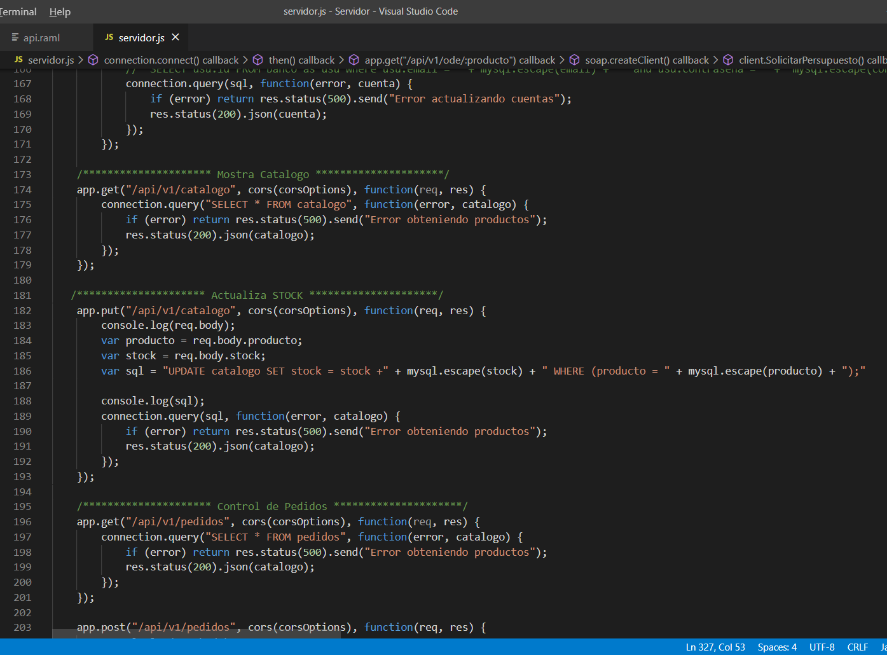 Terminal Help servidor.js - Servidor - Visual Studio Code
api.raml JS servidor.js ✕
JS servidor.js > connection.connect() callback > then() callback > app.get("/api/v1/ode/:producto") callback > soap.createClient() callback > client.SolicitarPersupuesto() callb
166 // "SELECT usu.id FROM banco as usu where usu.email = " + mysql.escape(email) + " and usu.contraseña = " + mysql.escape(co
167 connection.query(sql, function(error, cuenta) {
168 if (error) return res.status(500).send("Error actualizando cuentas");
169 res.status(200).json(cuenta);
170 });
171 });
172
173 /********************* Mostra Catalogo *********************/
174 app.get("/api/v1/catalogo", cors(corsOptions), function(req, res) {
175 connection.query("SELECT * FROM catalogo", function(error, catalogo) {
176 if (error) return res.status(500).send("Error obteniendo productos");
177 res.status(200).json(catalogo);
178 });
179 });
180
181 /********************* Actualiza STOCK *********************/
182 app.put("/api/v1/catalogo", cors(corsOptions), function(req, res) {
183 console.log(req.body);
184 var producto = req.body.producto;
185 var stock = req.body.stock;
186 var sql = "UPDATE catalogo SET stock = stock +" + mysql.escape(stock) + " WHERE (producto = " + mysql.escape(producto) + ");"
187
188 console.log(sql);
189 connection.query(sql, function(error, catalogo) {
190 if (error) return res.status(500).send("Error obteniendo productos");
191 res.status(200).json(catalogo);
192 });
193 });
194
195 /********************* Control de Pedidos *********************/
196 app.get("/api/v1/pedidos", cors(corsOptions), function(req, res) {
197 connection.query("SELECT * FROM pedidos", function(error, catalogo) {
198 if (error) return res.status(500).send("Error obteniendo productos");
199 res.status(200).json(catalogo);
200 });
201 });
202
203 app.post("/api/v1/pedidos", cors(corsOptions), function(req, res) {
Ln 327, Col 53 Spaces: 4 UTF-8 CRLF Ja